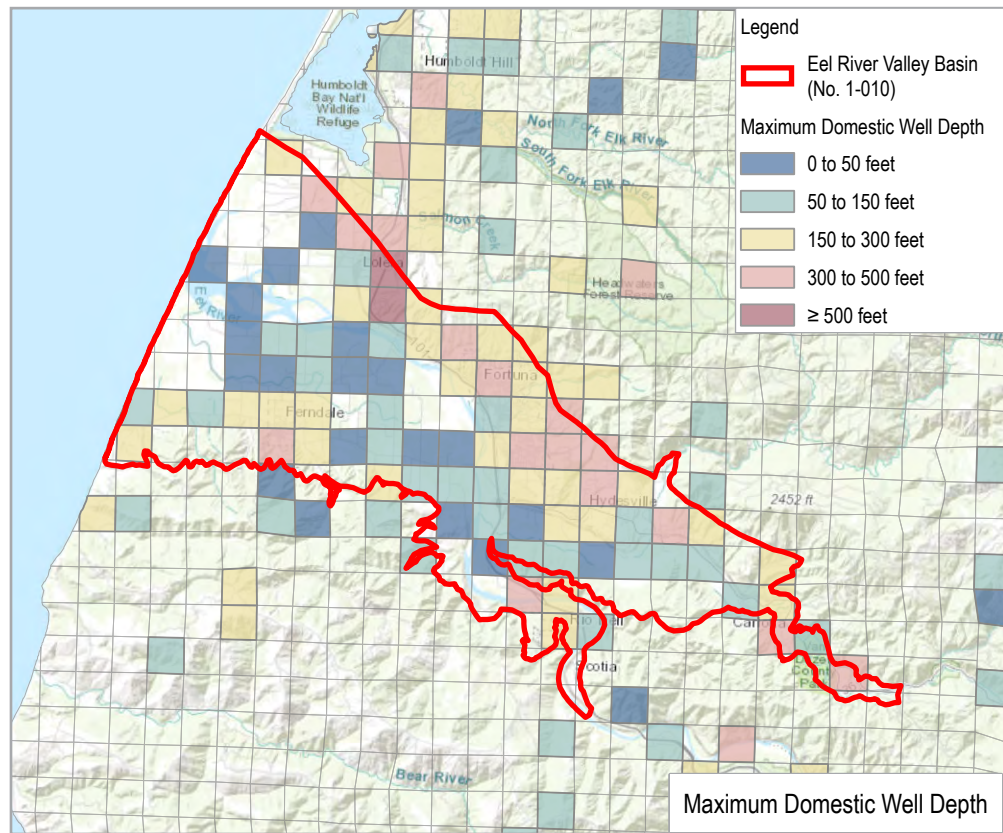 Legend
Eel River Valley Basin
(No. 1-010)
Maximum Domestic Well Depth
0 to 50 feet
50 to 150 feet
150 to 300 feet
300 to 500 feet
≥ 500 feet
Humboldt Hill
Humboldt
Bay Nat'l
Wildlife
Refuge
North Fork Elk River
South Fork Elk River
Salmon Creek
Loleta
Headwaters
Forest Reserve
Eel River
101
Fortuna
Ferndale
Hydesville
2452 ft
Rio Dell
Scotia
County
Park
Bear River
Maximum Domestic Well Depth